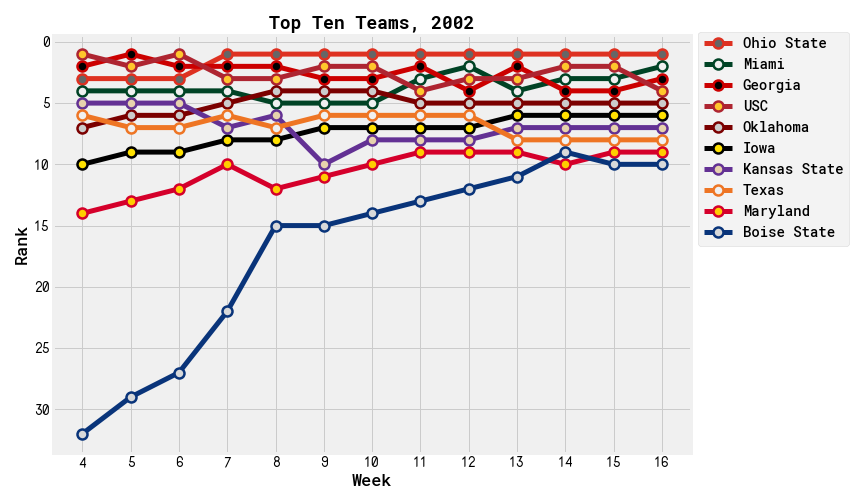 Top Ten Teams, 2002
0
5
10
15
20
25
30
Rank
4 5 6 7 8 9 10 11 12 13 14 15 16
Week
Ohio State
Miami
Georgia
USC
Oklahoma
Iowa
Kansas State
Texas
Maryland
Boise State